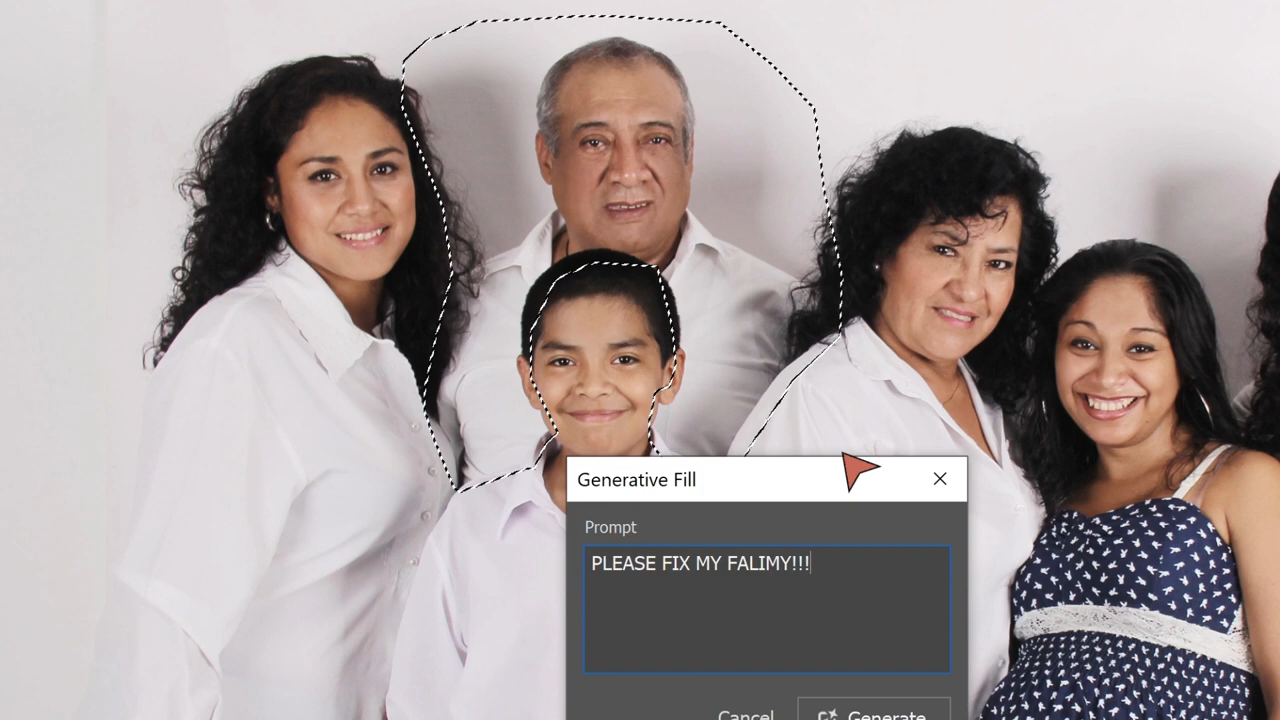 Generative Fill
Prompt
PLEASE FIX MY FALIMY!!!
Cancel
Generate